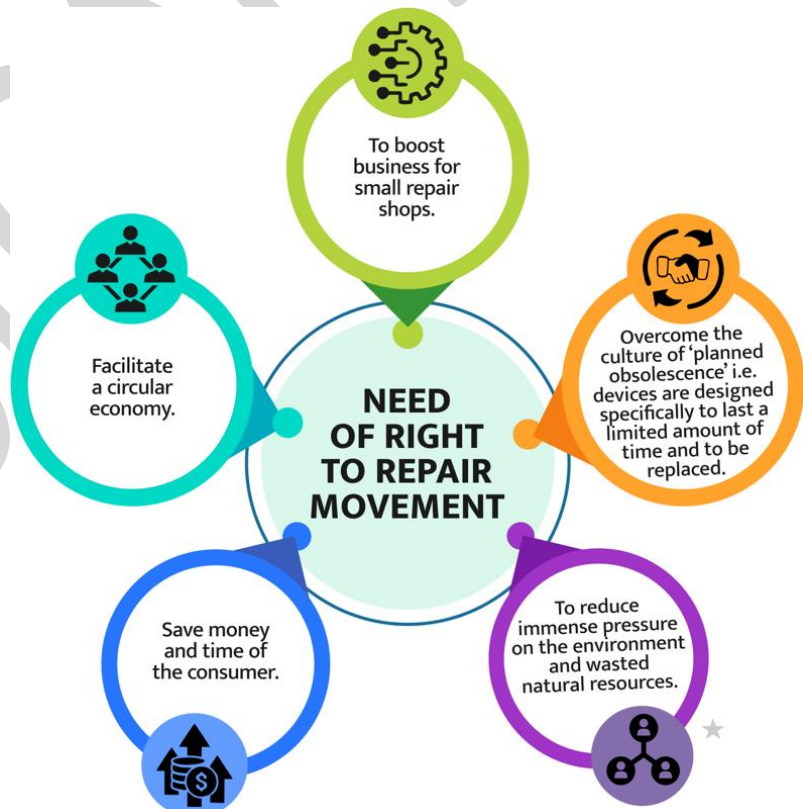 To boost
business for
small repair
shops.
Overcome the
culture of ‘planned
obsolescence’ i.e.
devices are designed
specifically to last a
limited amount of
time and to be
replaced.
Facilitate
a circular
economy.
NEED
OF RIGHT
TO REPAIR
MOVEMENT
Save money
and time of
the consumer.
To reduce
immense pressure
on the environment
and wasted
natural resources.
$